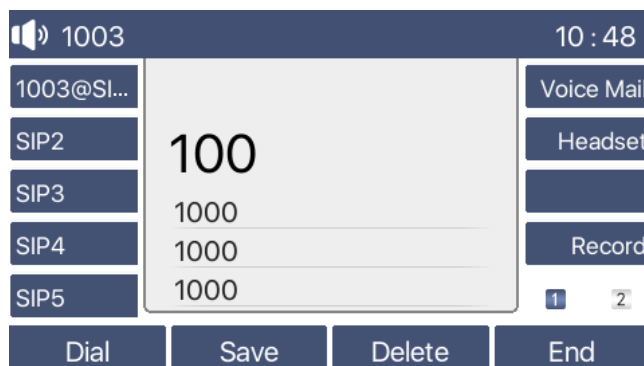 1003 10:48
1003@SI...
SIP2
SIP3
SIP4
SIP5
100
1000
1000
1000
Voice Mail
Headset
Record
1 2
Dial Save Delete End